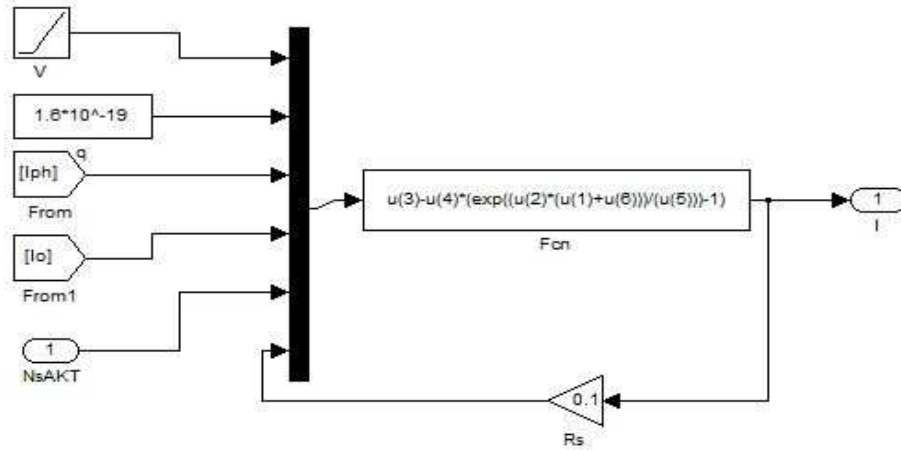 V
1.6*10^-19
q
[Iph]
From
[Io]
From1
1
NsAKT
u(3)-u(4)*(exp((u(2)*(u(1)+u(6)))/(u(5)))-1)
Fcn
1
I
0.1
Rs